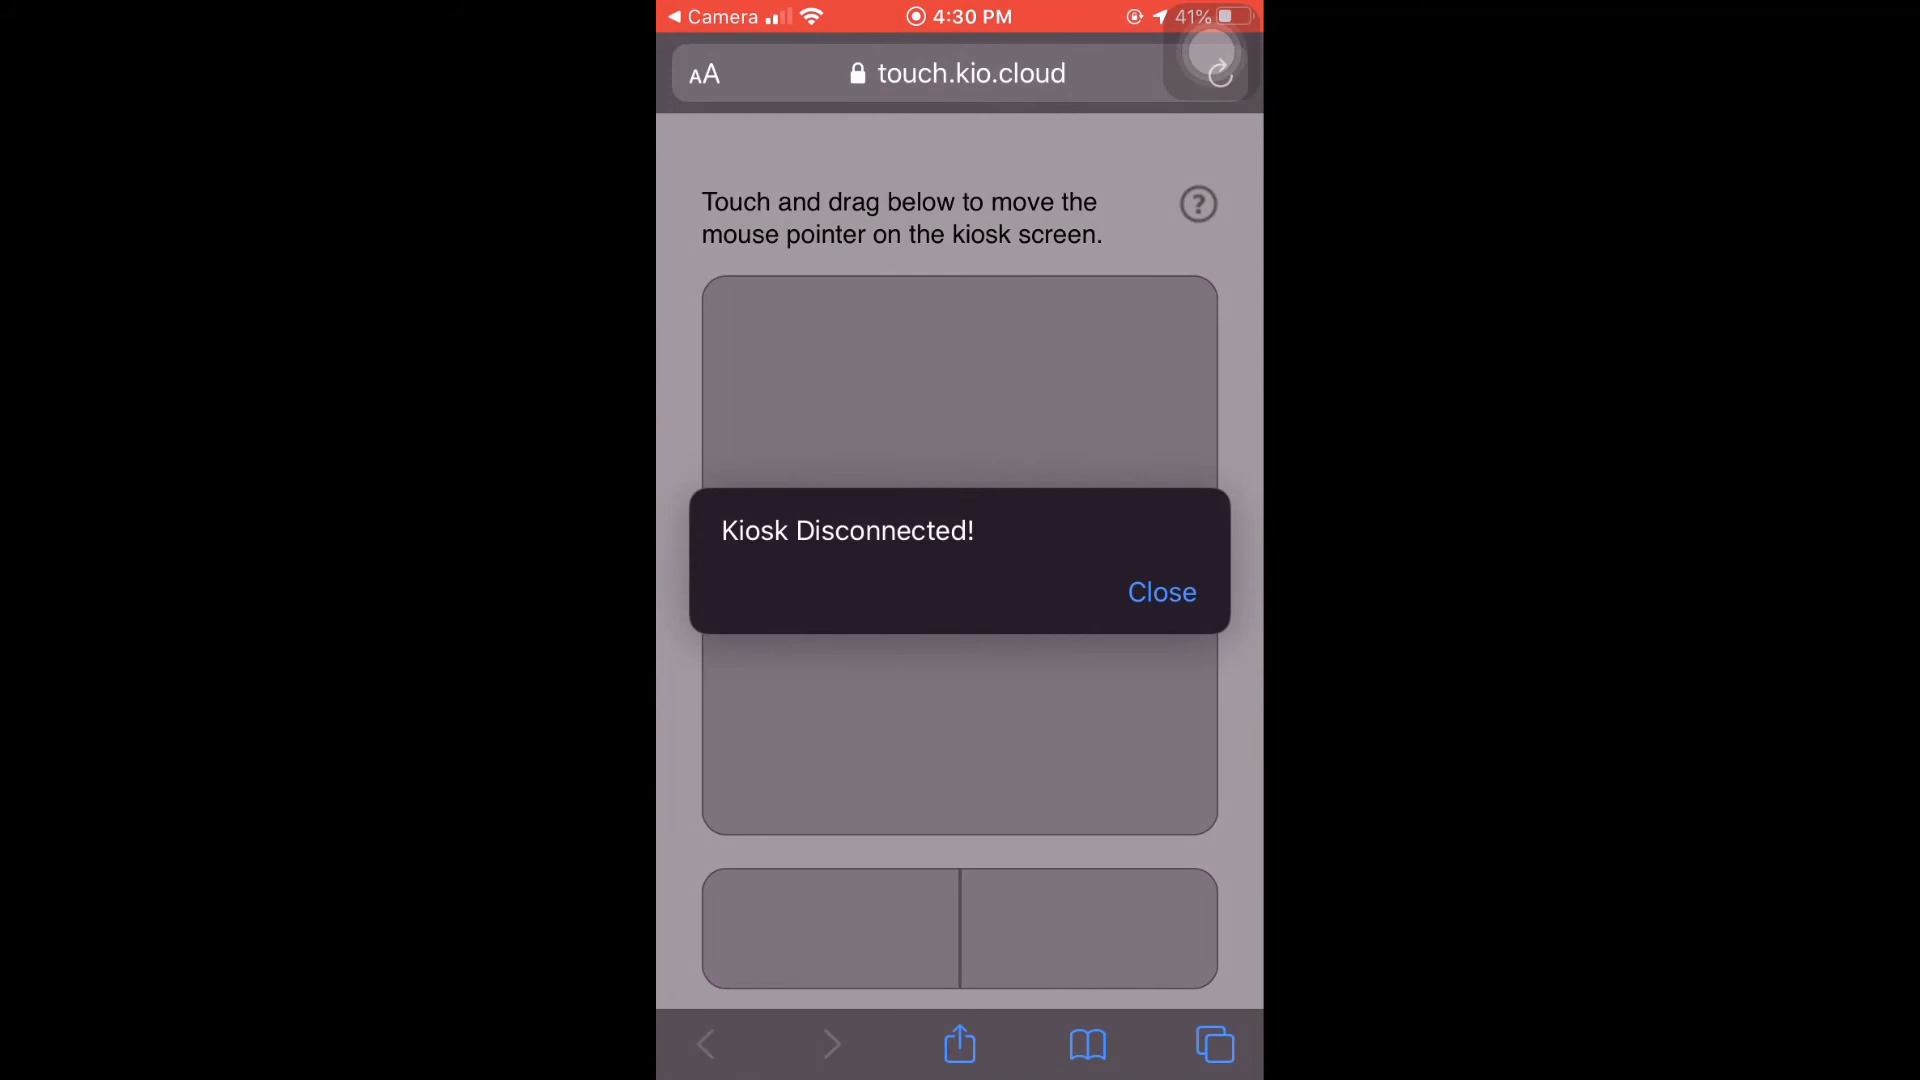 Camera 4:30 PM 41%
AA touch.kio.cloud
Touch and drag below to move the
mouse pointer on the kiosk screen.
?
Kiosk Disconnected!
Close